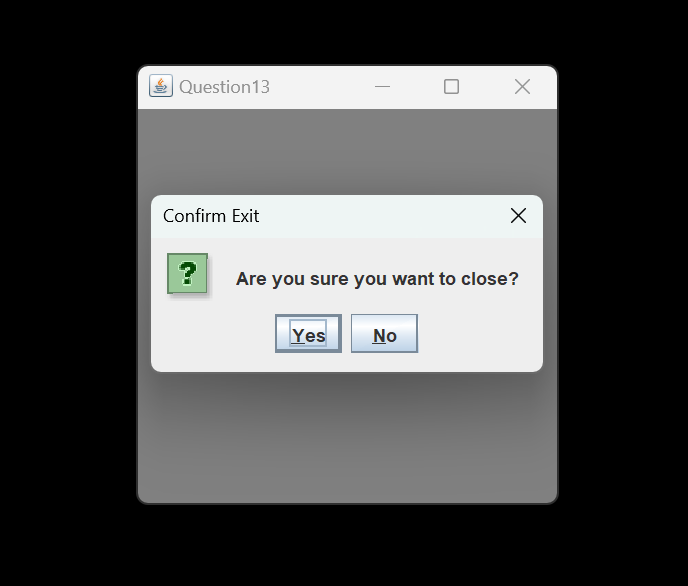 Question13
Confirm Exit
?
Are you sure you want to close?
Yes No